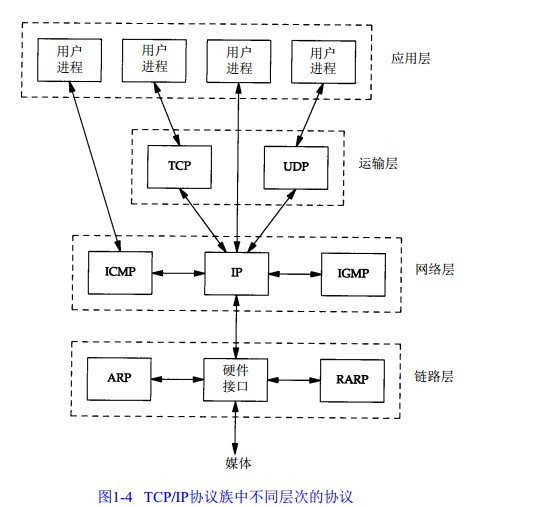 用户 用户 用户 用户
进程 进程 进程 进程
应用层
TCP UDP 运输层
ICMP IP IGMP 网络层
ARP 硬件 RARP 链路层
接口
媒体
图1-4 TCP/IP协议族中不同层次的协议